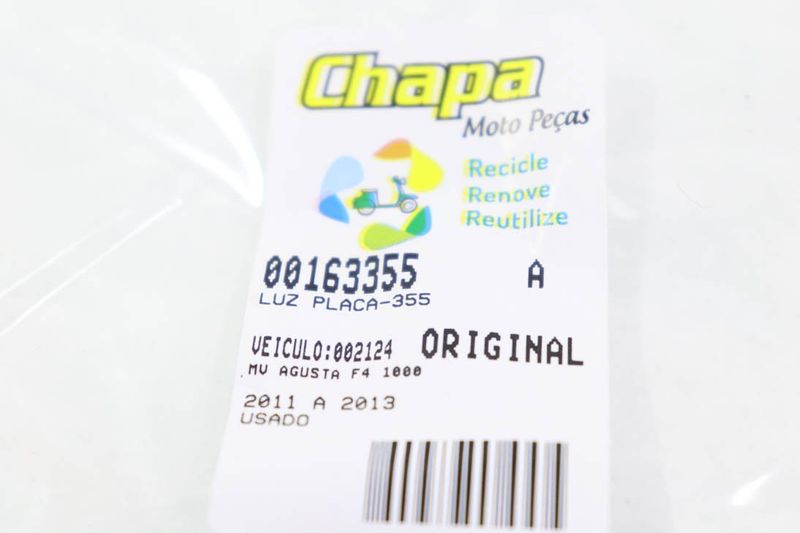 Chapa
Moto Peças
Recicle
Renove
Reutilize
00163355 A
LUZ PLACA-355
VEICULO:002124 ORIGINAL
MV AGUSTA F4 1000
2011 A 2013
USADO